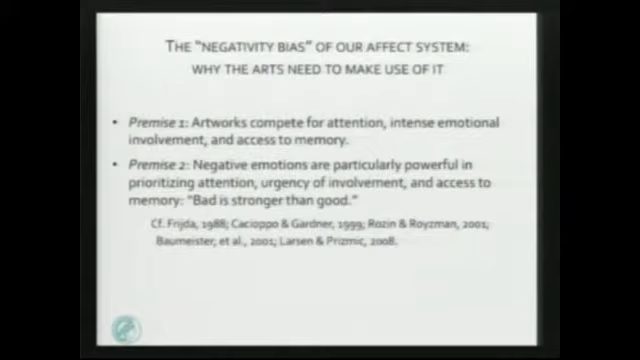 THE "NEGATIVITY BIAS" OF OUR AFFECT SYSTEM:
WHY THE ARTS NEED TO MAKE USE OF IT
• Premise 1: Artworks compete for attention, intense emotional
involvement, and access to memory.
• Premise 2: Negative emotions are particularly powerful in
prioritizing attention, urgency of involvement, and access to
memory: "Bad is stronger than good."
Cf. Frijda, 1988; Cacioppo & Gardner, 1999; Rozin & Royzman, 2001;
Baumeister, et al., 2001; Larsen & Prizmic, 2008.